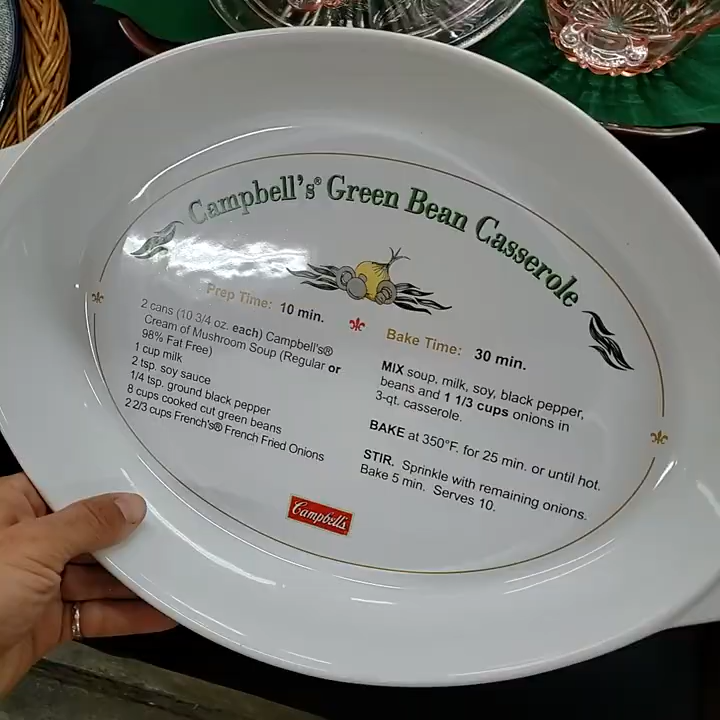 Campbell's® Green Bean Casserole
Prep Time: 10 min.
2 cans (10 3/4 oz. each) Campbell's®
Cream of Mushroom Soup (Regular or
98% Fat Free)
1 cup milk
2 tsp. soy sauce
1/4 tsp. ground black pepper
8 cups cooked cut green beans
2 2/3 cups French's® French Fried Onions
Bake Time: 30 min.
MIX soup, milk, soy, black pepper,
beans and 1 1/3 cups onions in
3-qt. casserole.
BAKE at 350°F. for 25 min. or until hot.
STIR. Sprinkle with remaining onions.
Bake 5 min. Serves 10.
Campbell's